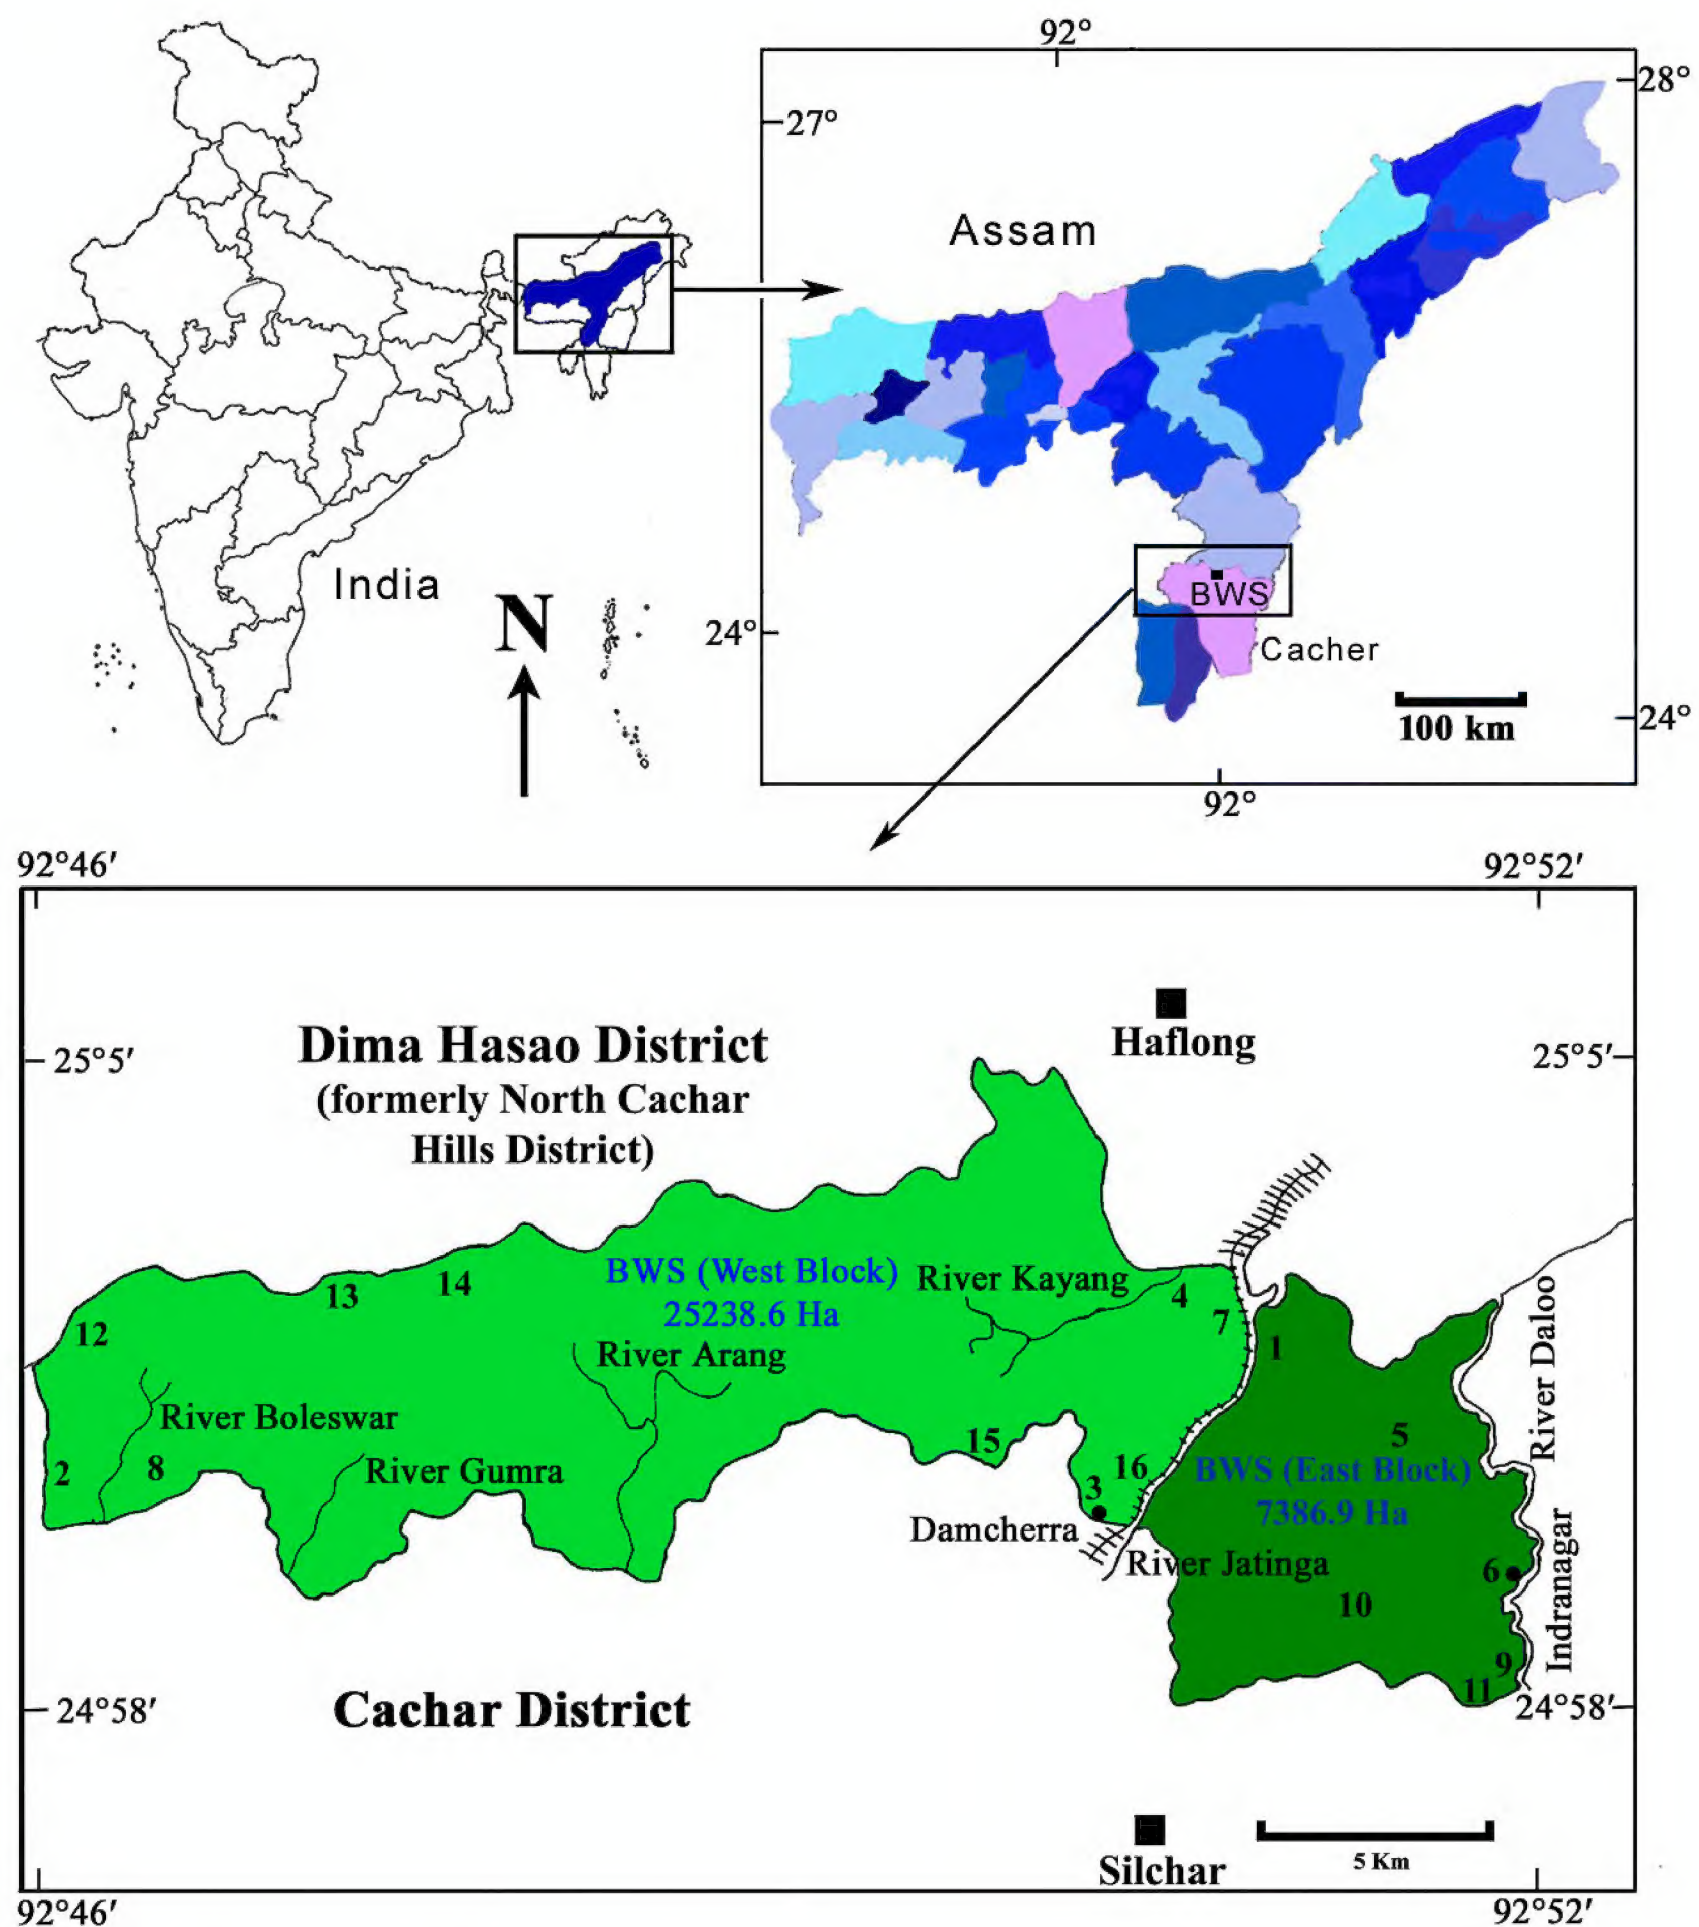 92°
28°
27°
Assam
India
N
BWS
24°
Cacher
100 km
24°
92°
92°46′
92°52′
Haflong
Dima Hasao District
25°5′
25°5′
(formerly North Cachar
Hills District)
BWS (West Block)
River Kayang
25238.6 Ha
4
14
13
7
12
1
River Arang
River Daloo
River Boleswar
5
15
16
BWS (East Block)
2
8
River Gumra
3
7386.9 Ha
Damcherra
River Jatinga
6
Indranagar
10
9
11
24°58′
24°58′
Cachar District
Silchar
5 Km
92°46′
92°52′